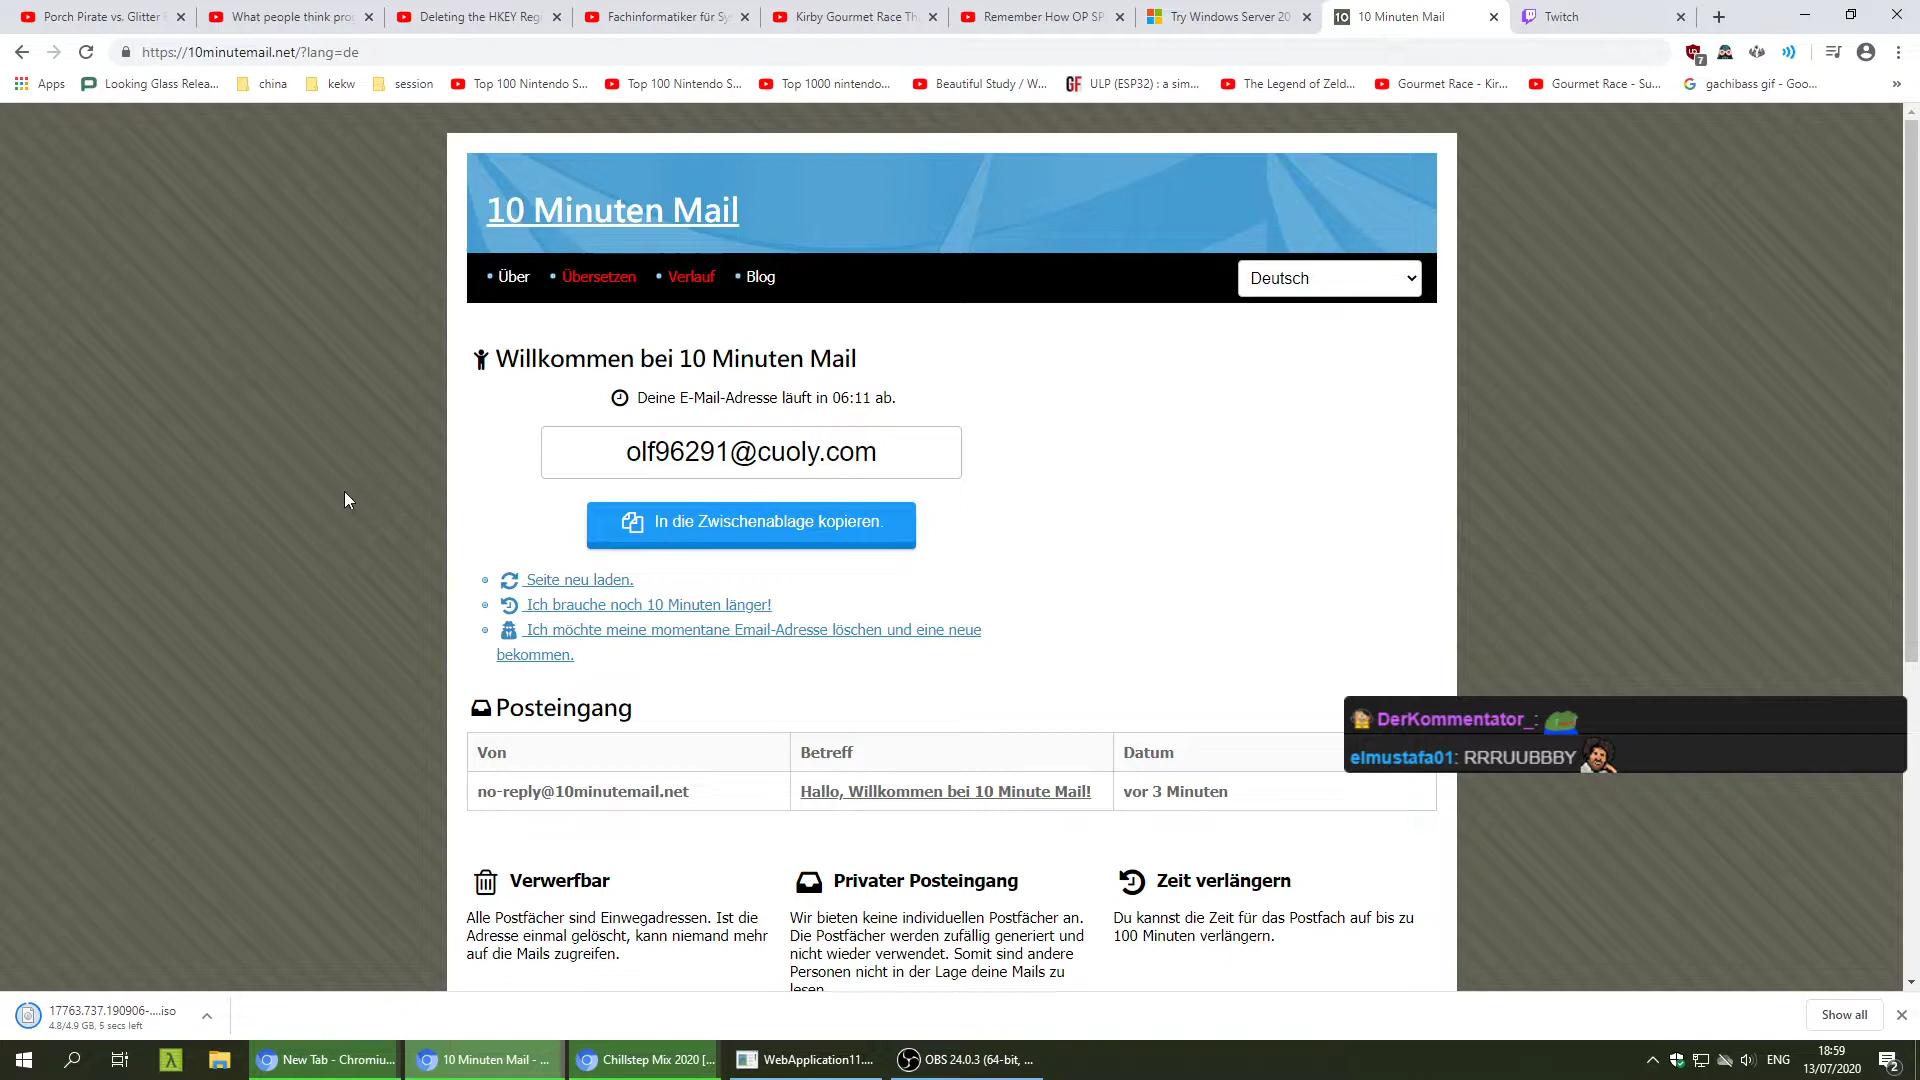 Porch Pirate vs. Glitter
What people think pro
Deleting the HKEY Reg
Fachinformatiker für Sy
Kirby Gourmet Race Th
Remember How OP SP
Try Windows Server 20
10 Minuten Mail
Twitch
https://10minutemail.net/?lang=de
7
Apps
Looking Glass Relea...
china
kekw
session
Top 100 Nintendo S...
Top 100 Nintendo S...
Top 1000 nintendo...
Beautiful Study / W...
GF ULP (ESP32) : a sim...
The Legend of Zeld...
Gourmet Race - Kir...
Gourmet Race - Su...
gachibass gif - Goo...
10 Minuten Mail
Über
Übersetzen
Verlauf
Blog
Deutsch
Willkommen bei 10 Minuten Mail
Deine E-Mail-Adresse läuft in 06:11 ab.
olf96291@cuoly.com
In die Zwischenablage kopieren.
Seite neu laden.
Ich brauche noch 10 Minuten länger!
Ich möchte meine momentane Email-Adresse löschen und eine neue
bekommen.
Posteingang
DerKommentator_:
elmustafa01: RRRUUBBBY
Von Betreff Datum
no-reply@10minutemail.net Hallo, Willkommen bei 10 Minute Mail! vor 3 Minuten
Verwerfbar
Alle Postfächer sind Einwegadressen. Ist die
Adresse einmal gelöscht, kann niemand mehr
auf die Mails zugreifen.
Privater Posteingang
Wir bieten keine individuellen Postfächer an.
Die Postfächer werden zufällig generiert und
nicht wieder verwendet. Somit sind andere
Personen nicht in der Lage deine Mails zu
lesen
Zeit verlängern
Du kannst die Zeit für das Postfach auf bis zu
100 Minuten verlängern.
17763.737.190906-....iso
4.8/4.9 GB, 5 secs left
Show all
New Tab - Chromiu...
10 Minuten Mail - ...
Chillstep Mix 2020 [...
WebApplication11....
OBS 24.0.3 (64-bit, ...
ENG
18:59
13/07/2020
2